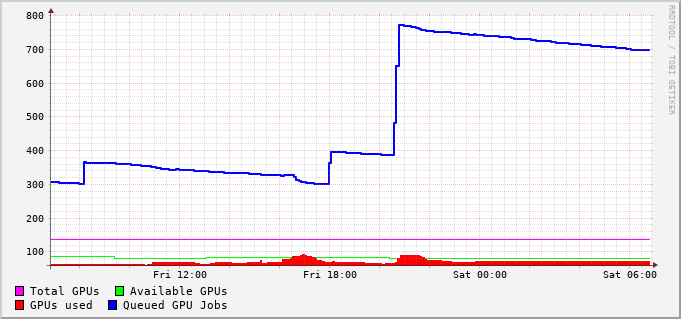 800
700
600
500
400
300
200
100
Fri 12:00 Fri 18:00 Sat 00:00 Sat 06:00
Total GPUs Available GPUs
GPUs used Queued GPU Jobs
RRDTOOL / TOBI OETIKER